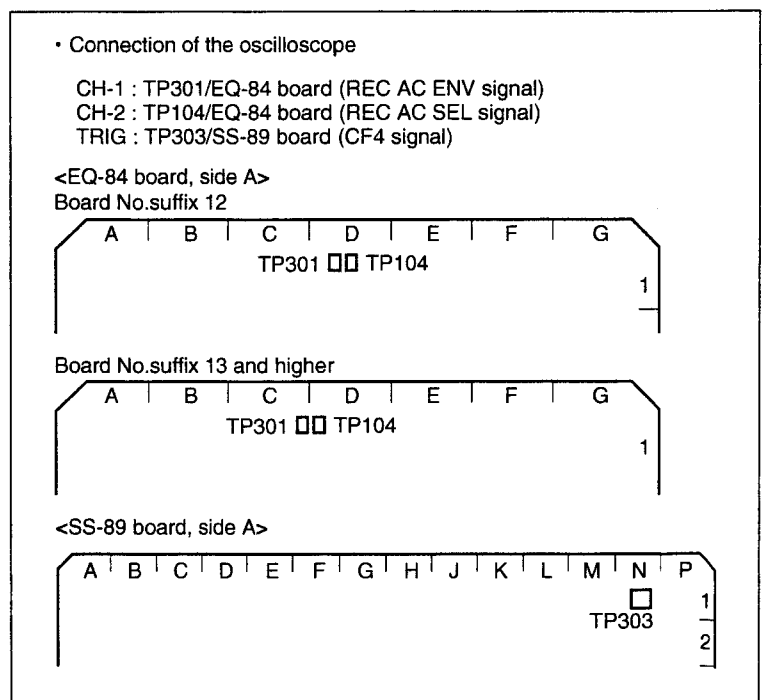 ・Connection of the oscilloscope
CH-1 : TP301/EQ-84 board (REC AC ENV signal)
CH-2 : TP104/EQ-84 board (REC AC SEL signal)
TRIG : TP303/SS-89 board (CF4 signal)
<EQ-84 board, side A>
Board No.suffix 12
A B C D E F G
TP301 TP104
1
Board No.suffix 13 and higher
A B C D E F G
TP301 TP104
1
<SS-89 board, side A>
A B C D E F G H J K L M N P
1
TP303
2